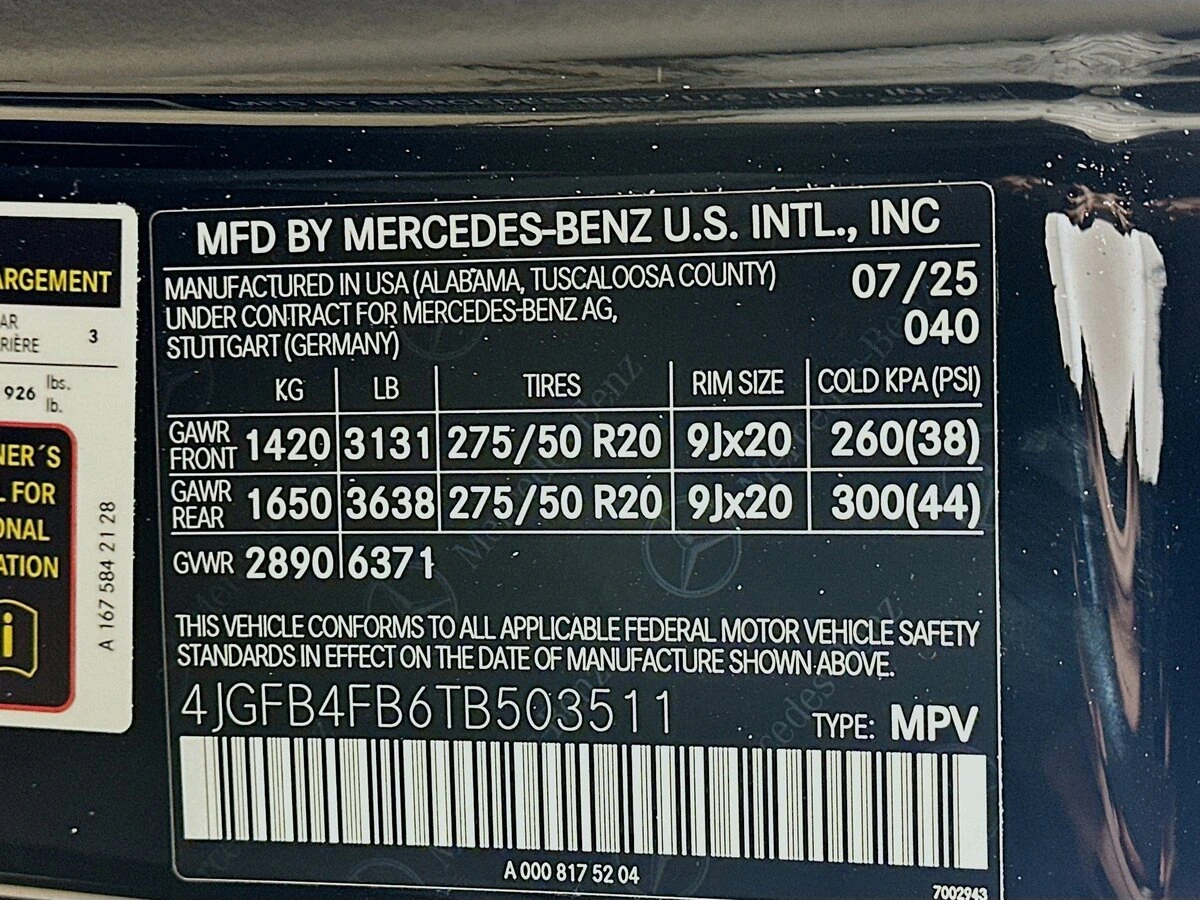 MFD BY MERCEDES-BENZ U.S. INTL., INC
MANUFACTURED IN USA (ALABAMA, TUSCALOOSA COUNTY) 07/25
UNDER CONTRACT FOR MERCEDES-BENZ AG, 040
STUTTGART (GERMANY)
KG LB TIRES RIM SIZE COLD KPA (PSI)
GAWR FRONT 1420 3131 275/50 R20 9Jx20 260(38)
GAWR REAR 1650 3638 275/50 R20 9Jx20 300(44)
GVWR 2890 6371
THIS VEHICLE CONFORMS TO ALL APPLICABLE FEDERAL MOTOR VEHICLE SAFETY
STANDARDS IN EFFECT ON THE DATE OF MANUFACTURE SHOWN ABOVE.
4JGFB4FB6TB503511
TYPE: MPV
A 000 817 52 04
7002943
ARGEMENT
AR
RIÈRE 3
926 lbs.
lb.
NER´S
L FOR
ONAL
ATION
i
A 167 584 21 28